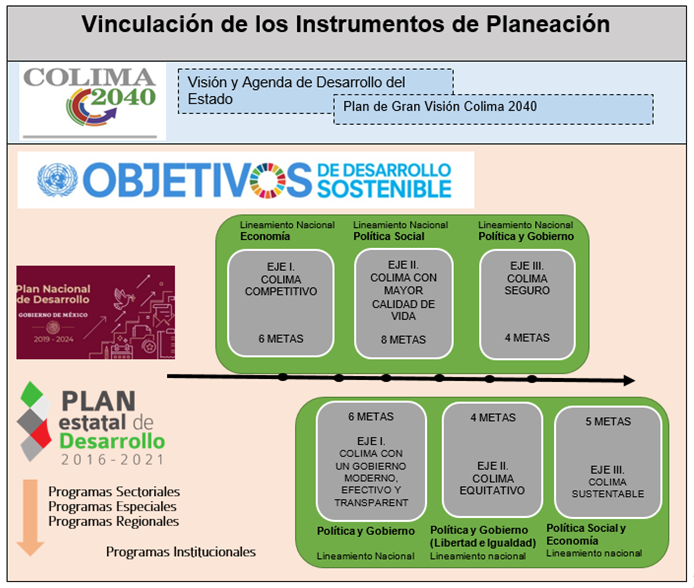 Vinculación de los Instrumentos de Planeación
COLIMA
2040
Visión y Agenda de Desarrollo del
Estado
Plan de Gran Visión Colima 2040
OBJETIVOS
DE DESARROLLO
SOSTENIBLE
Lineamiento Nacional
Economía
EJE I.
COLIMA
COMPETITIVO
6 METAS
Lineamiento Nacional
Política Social
EJE II.
COLIMA CON
MAYOR
CALIDAD DE
VIDA
8 METAS
Lineamiento Nacional
Política y Gobierno
EJE III.
COLIMA
SEGURO
4 METAS
Plan Nacional
de Desarrollo
GOBIERNO DE MÉXICO
2019 - 2024
PLAN
estatal de
Desarrollo
2016-2021
Programas Sectoriales
Programas Especiales
Programas Regionales
Programas Institucionales
6 METAS
EJE I.
COLIMA CON
UN GOBIERNO
MODERNO,
EFECTIVO Y
TRANSPARENT
Política y Gobierno
Lineamiento Nacional
4 METAS
EJE II.
COLIMA
EQUITATIVO
Política y Gobierno
(Libertad e Igualdad)
Lineamiento nacional
5 METAS
EJE III.
COLIMA
SUSTENTABLE
Política Social y
Economía
Lineamiento nacional